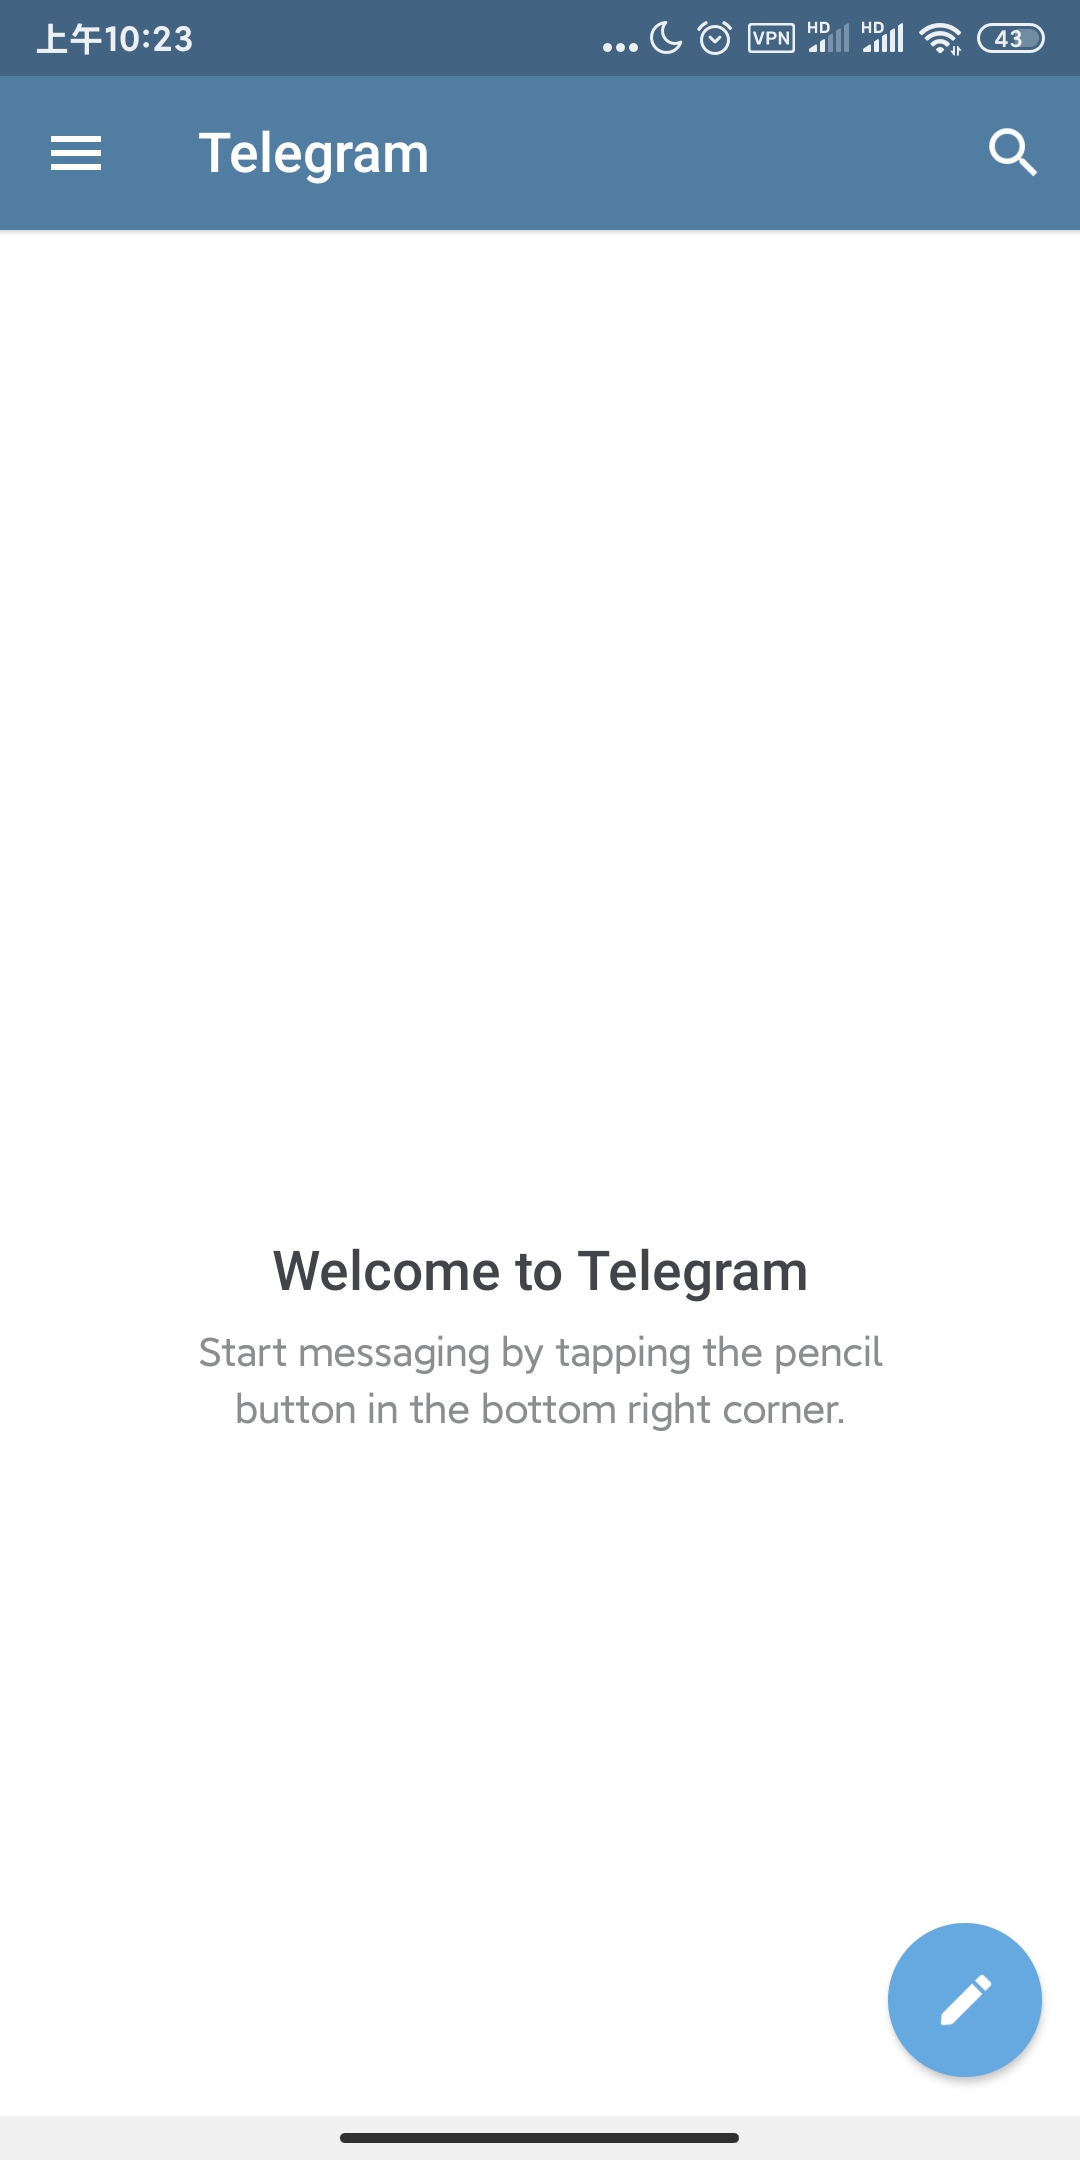 上午10:23
VPN HD HD 43
Telegram
Welcome to Telegram
Start messaging by tapping the pencil
button in the bottom right corner.